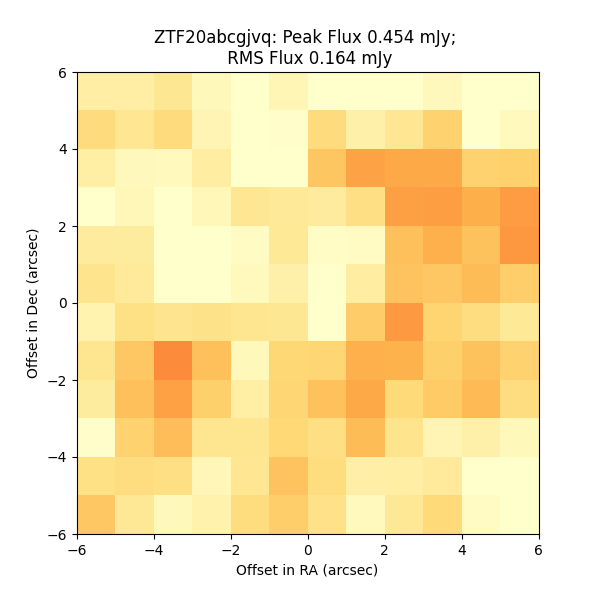 ZTF20abcgjvq: Peak Flux 0.454 mJy;
RMS Flux 0.164 mJy
6
4
2
0
−2
−4
−6
Offset in Dec (arcsec)
−6 −4 −2 0 2 4 6
Offset in RA (arcsec)